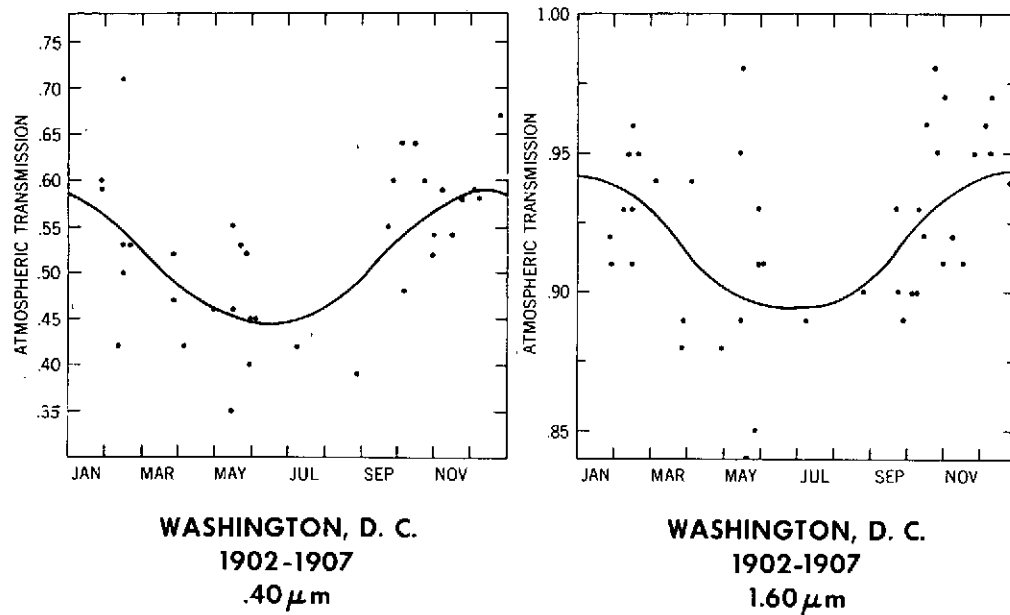 .75
.70
.65
.60
.55
.50
.45
.40
.35
ATMOSPHERIC TRANSMISSION
JAN MAR MAY JUL SEP NOV
WASHINGTON, D. C.
1902-1907
.40 μm
1.00
.95
.90
.85
ATMOSPHERIC TRANSMISSION
JAN MAR MAY JUL SEP NOV
WASHINGTON, D. C.
1902-1907
1.60 μm